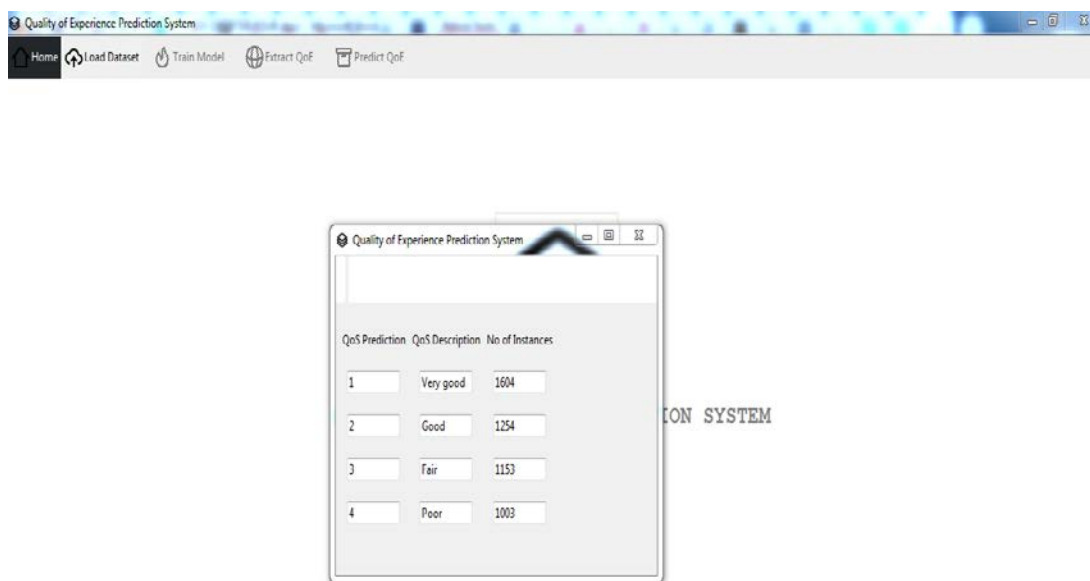 Quality of Experience Prediction System
Home Load Dataset Train Model Extract QoE Predict QoE
Quality of Experience Prediction System
QoS Prediction QoS Description No of Instances
1 Very good 1604
2 Good 1254
ION SYSTEM
3 Fair 1153
4 Poor 1003